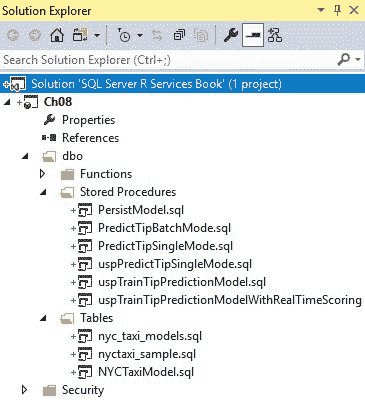 Solution Explorer
Search Solution Explorer (Ctrl+;)
Solution 'SQL Server R Services Book' (1 project)
Ch08
Properties
References
dbo
Functions
Stored Procedures
PersistModel.sql
PredictTipBatchMode.sql
PredictTipSingleMode.sql
uspPredictTipSingleMode.sql
uspTrainTipPredictionModel.sql
uspTrainTipPredictionModelWithRealTimeScoring.sql
Tables
nyc_taxi_models.sql
nyctaxi_sample.sql
NYCTaxiModel.sql
Security